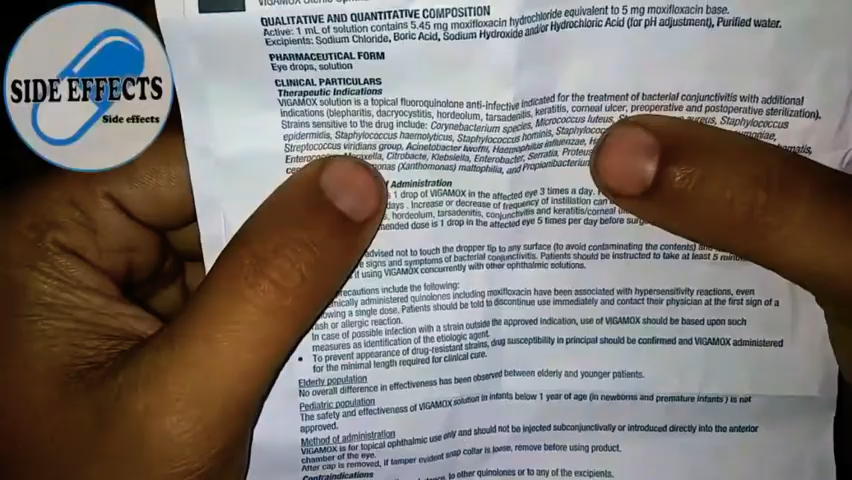 SIDE EFFECTS
Side effects
QUALITATIVE AND QUANTITATIVE COMPOSITION
Active: 1 mL of solution contains 5.45 mg moxifloxacin hydrochloride equivalent to 5 mg moxifloxacin base.
Excipients: Sodium Chloride, Boric Acid, Sodium Hydroxide and/or Hydrochloric Acid (for pH adjustment), Purified water.
PHARMACEUTICAL FORM
Eye drops, solution
CLINICAL PARTICULARS
Therapeutic Indications
VIGAMOX solution is a topical fluoroquinolone anti-infective indicated for the treatment of bacterial conjunctivitis with additional
indications (blepharitis, dacryocystitis, hordeolum, tarsadenitis, keratitis, corneal ulcer, preoperative and postoperative sterilization).
Strains sensitive to the drug include: Corynebacterium species, Micrococcus luteus, aureus, Staphylococcus
epidermitis, Staphylococcus haemolyticus, Staphylococcus hominis, Staphylococc
Streptococcus viridians group, Acinetobacter lwoffii, Haemophilus influenzae,
Moraxella, Citrobacte, Klebsiella, Enterobacter, Serratia, Proteus
(Xanthomonas) maltophilia, and Propionibacterium
Administration
1 drop of VIGAMOX in the affected eye 3 times a day.
days. Increase or decrease of frequency of instillation can
, hordeolum, tarsadenitis, conjunctivitis and keratitis/corneal
dose is 1 drop in the affected eye 5 times per day before
advised not to touch the dropper tip to any surface (to avoid contaminating the contents) and
signs and symptoms of bacterial conjunctivitis. Patients should be instructed to take at least 5
if using VIGAMOX concurrently with other ophthalmic solutions.
recautions include the following:
administered quinolones including moxifloxacin have been associated with hypersensitivity reactions, even
owing a single dose. Patients should be told to discontinue use immediately and contact their physician at the first sign of a
rash or allergic reaction.
In case of possible infection with a strain outside the approved indication, use of VIGAMOX should be based upon such
measures as identification of the etiologic agent.
• To prevent appearance of drug-resistant strains, drug susceptibility in principal should be confirmed and VIGAMOX administered
for the minimal length required for clinical cure.
Elderly population
No overall difference in effectiveness has been observed between elderly and younger patients.
Pediatric population
The safety and effectiveness of VIGAMOX solution in infants below 1 year of age (in newborns and premature infants ) is not
approved.
Method of administration
VIGAMOX is for topical ophthalmic use only and should not be injected subconjunctivally or introduced directly into the anterior
chamber of the eye.
After cap is removed, if tamper evident snap collar is loose, remove before using product.
Contraindications
to other quinolones or to any of the excipients.